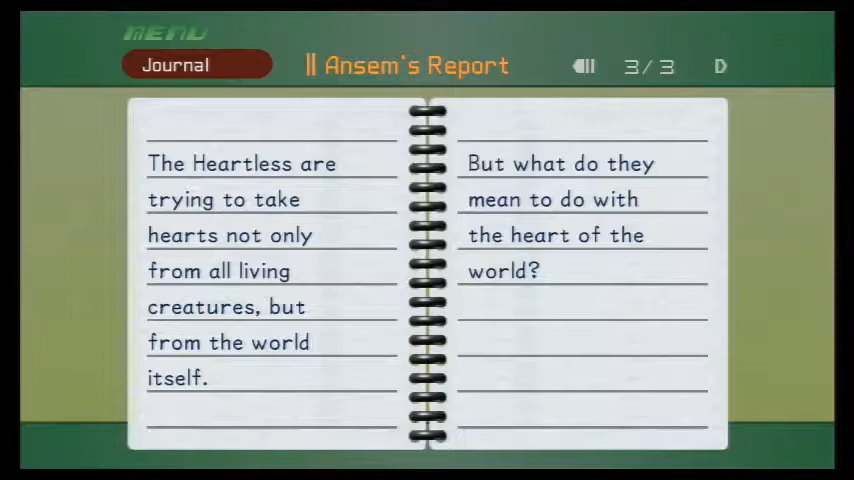 MENU
Journal
Ansem's Report
3/3
D
The Heartless are
trying to take
hearts not only
from all living
creatures, but
from the world
itself.
But what do they
mean to do with
the heart of the
world?